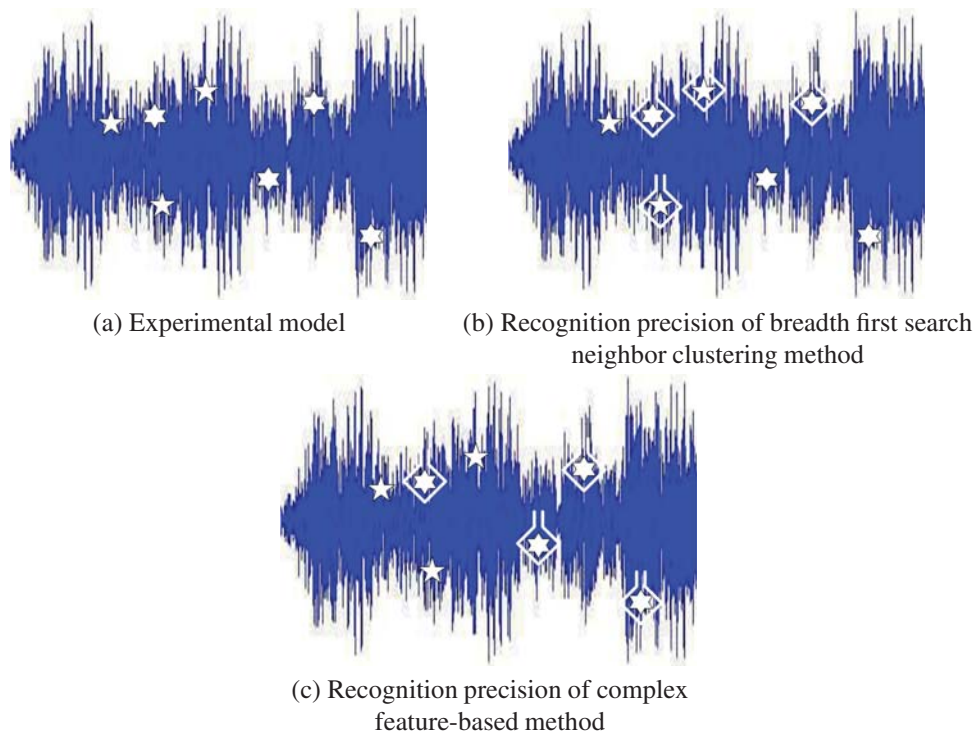 (a) Experimental model
(b) Recognition precision of breadth first search
neighbor clustering method
(c) Recognition precision of complex
feature-based method